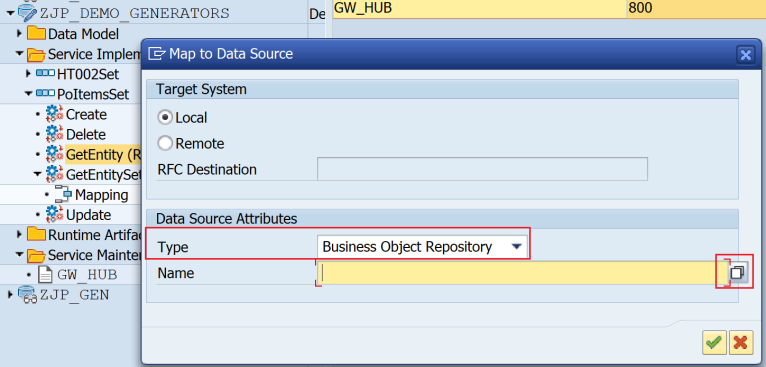 ZJP_DEMO_GENERATORS
De
GW_HUB 800
Data Model
Service Implem
HT002Set
PoItemsSet
Create
Delete
GetEntity (R
GetEntitySet
Mapping
Update
Runtime Artifac
Service Mainten
GW_HUB
ZJP_GEN
Map to Data Source
Target System
Local
Remote
RFC Destination
Data Source Attributes
Type Business Object Repository
Name